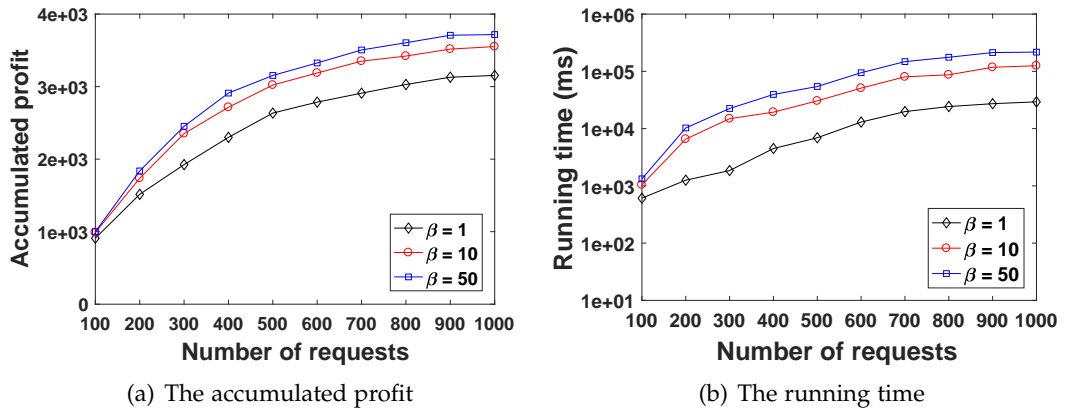 4e+03
3e+03
2e+03
1e+03
0
Accumulated profit
β = 1
β = 10
β = 50
100 200 300 400 500 600 700 800 900 1000
Number of requests
(a) The accumulated profit
1e+06
1e+05
1e+04
1e+03
1e+02
1e+01
Running time (ms)
β = 1
β = 10
β = 50
100 200 300 400 500 600 700 800 900 1000
Number of requests
(b) The running time